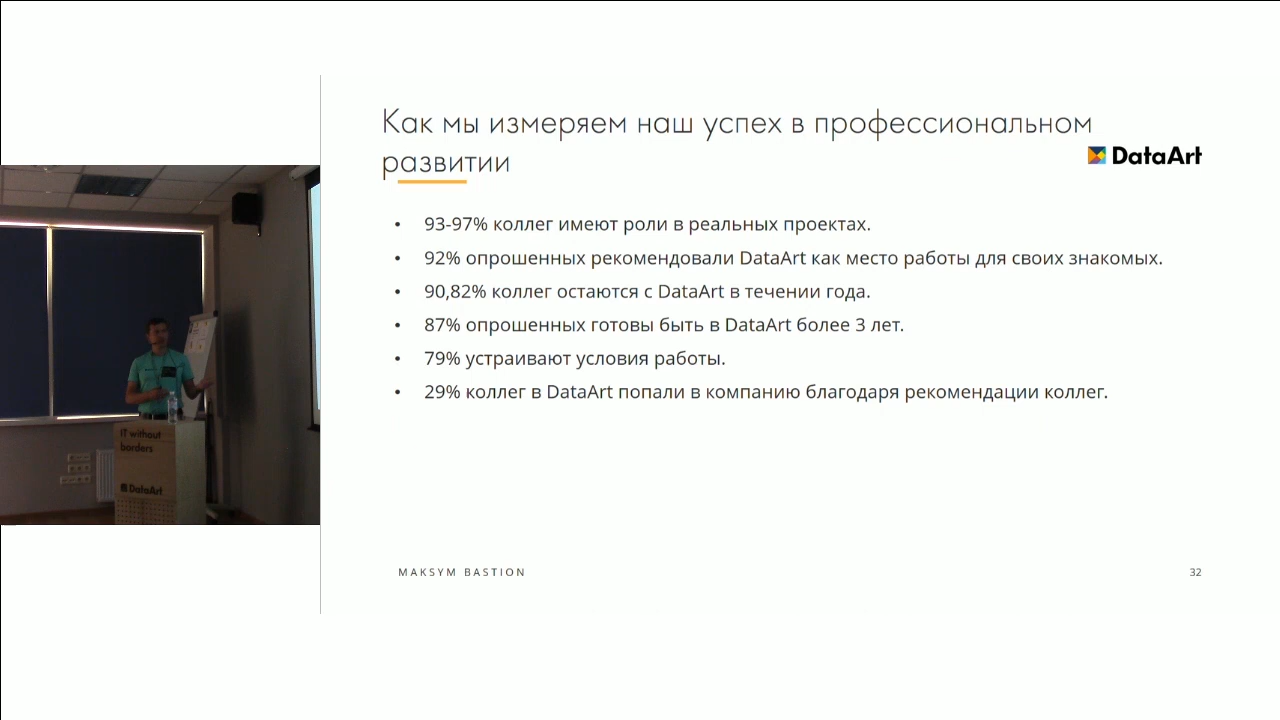 Как мы измеряем наш успех в профессиональном
развитии
DataArt
• 93-97% коллег имеют роли в реальных проектах.
• 92% опрошенных рекомендовали DataArt как место работы для своих знакомых.
• 90,82% коллег остаются с DataArt в течении года.
• 87% опрошенных готовы быть в DataArt более 3 лет.
• 79% устраивают условия работы.
• 29% коллег в DataArt попали в компанию благодаря рекомендации коллег.
IT without
borders
DataArt
MAKSYM BASTION
32